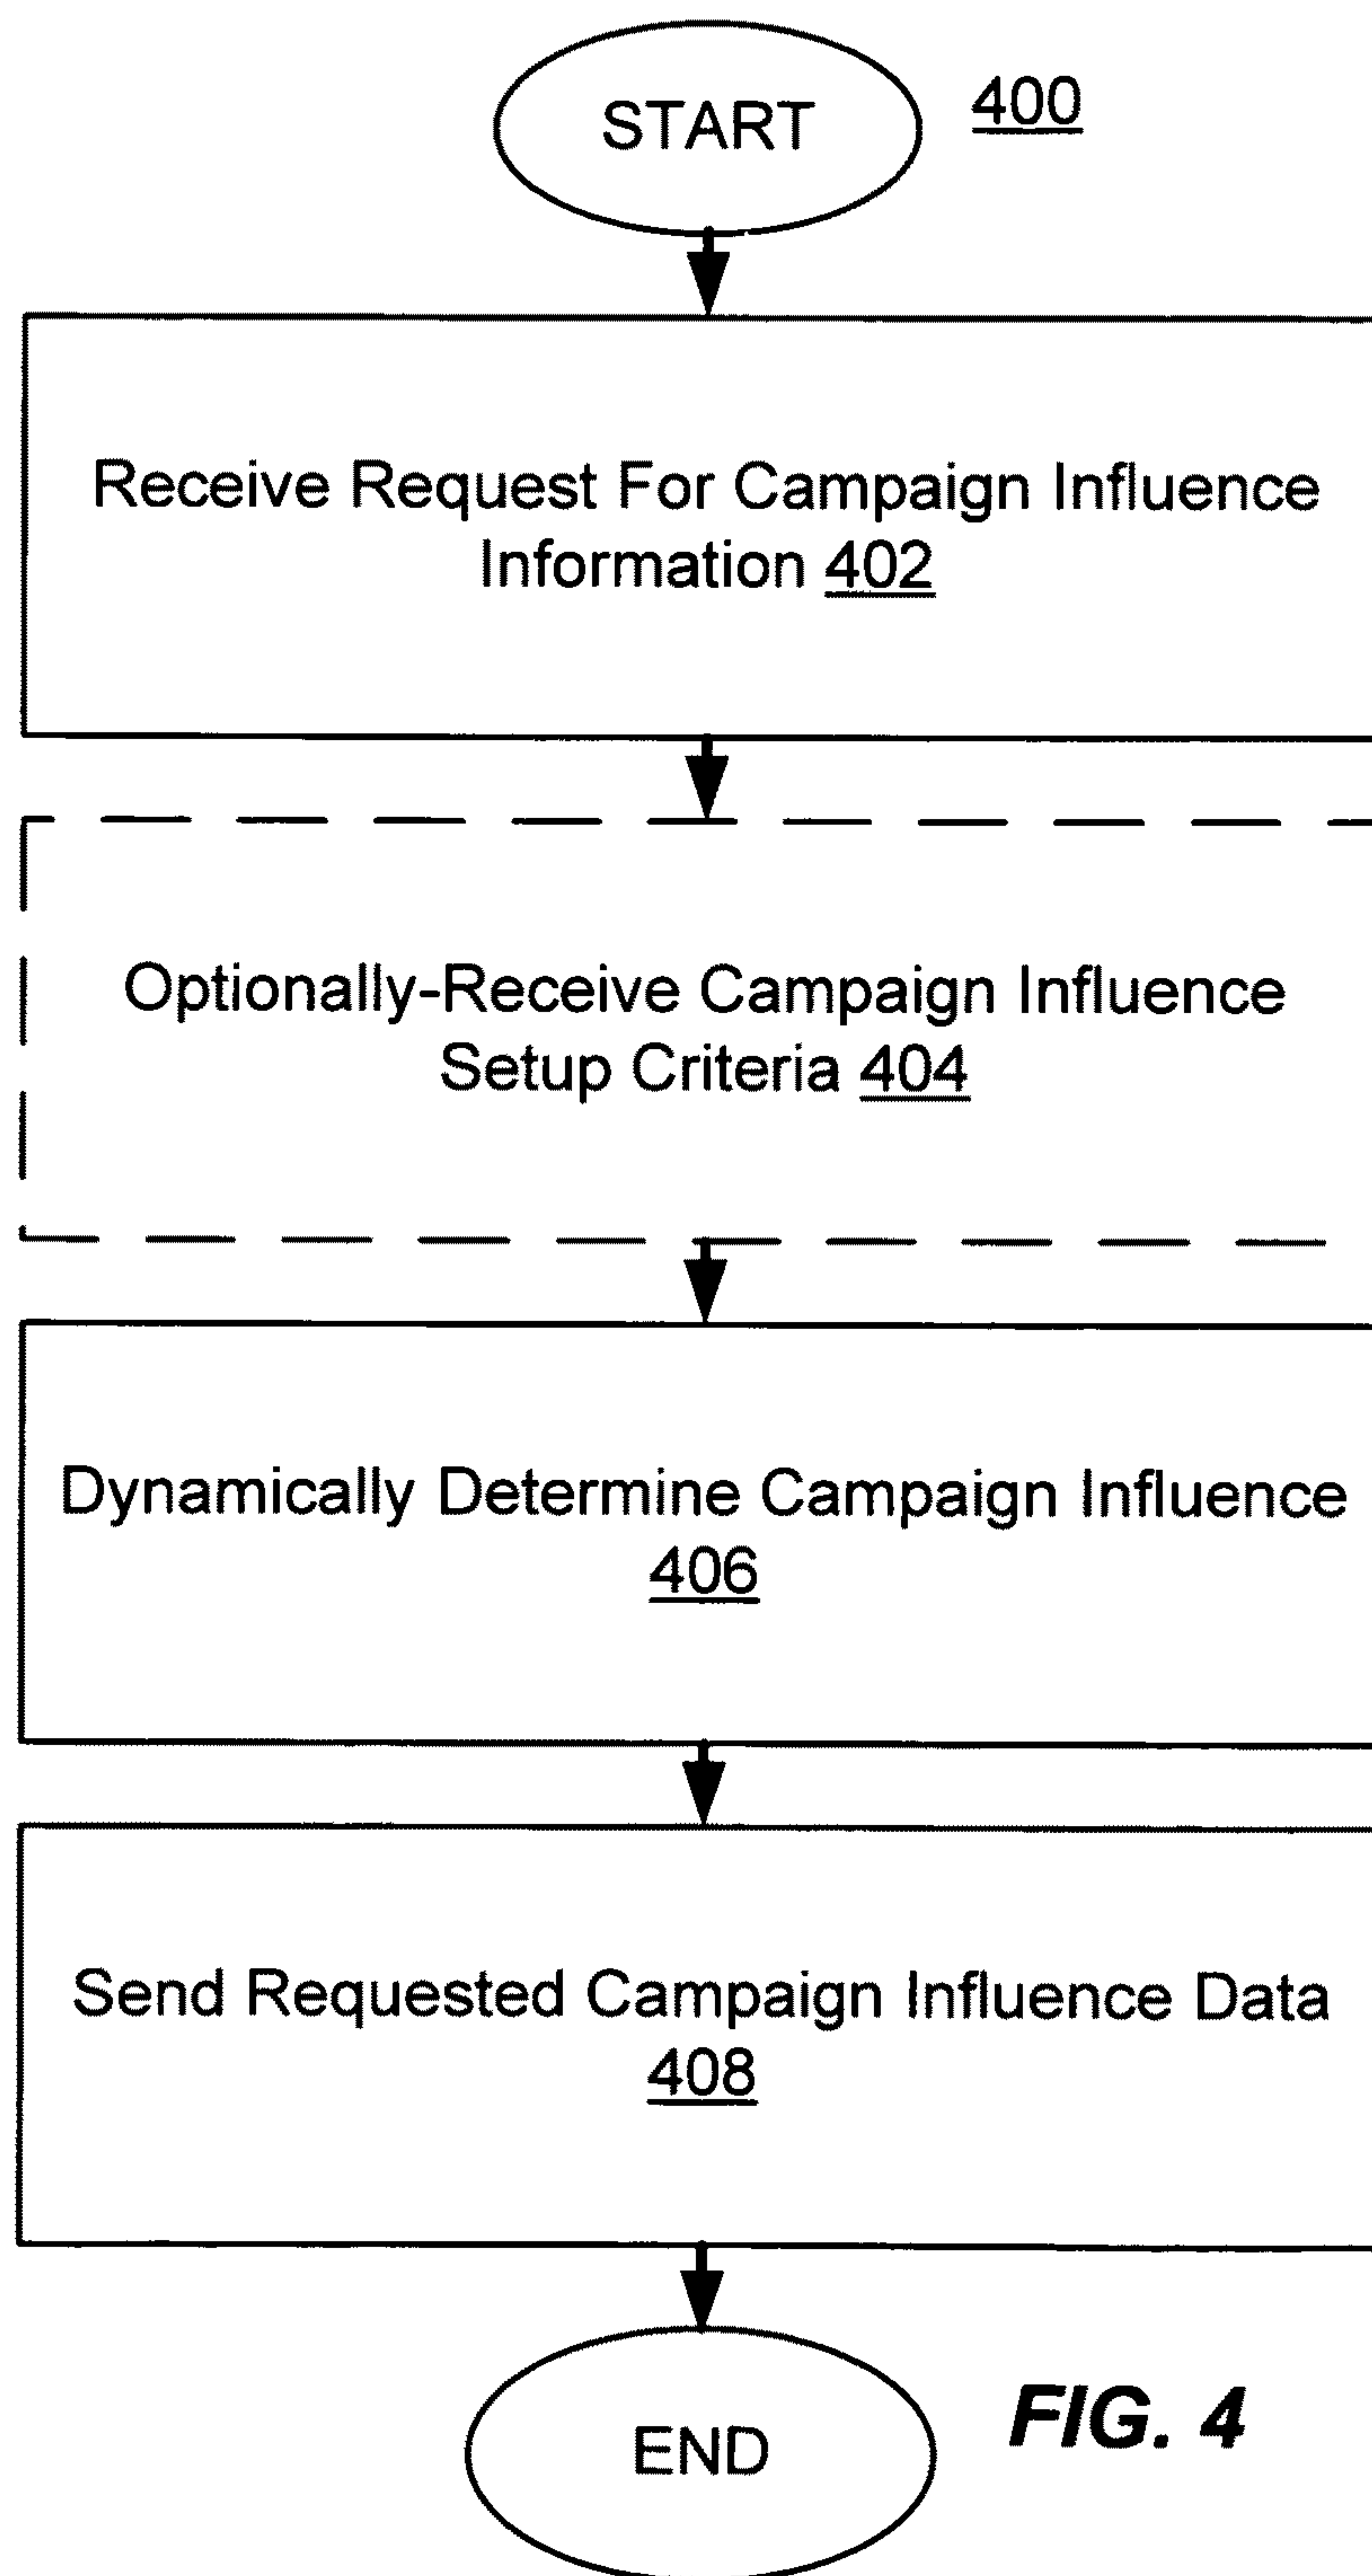 START
400
Receive Request For Campaign Influence
Information 402
Optionally-Receive Campaign Influence
Setup Criteria 404
Dynamically Determine Campaign Influence
406
Send Requested Campaign Influence Data
408
END
FIG. 4